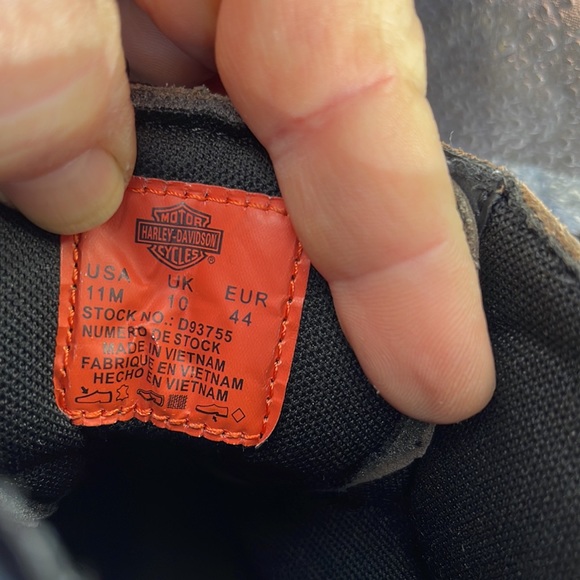 MOTOR
HARLEY-DAVIDSON
CYCLES
®
USA UK EUR
11M 10 44
STOCK NO.: D93755
NUMERO DE STOCK
MADE IN VIETNAM
FABRIQUE EN VIETNAM
HECHO EN VIETNAM